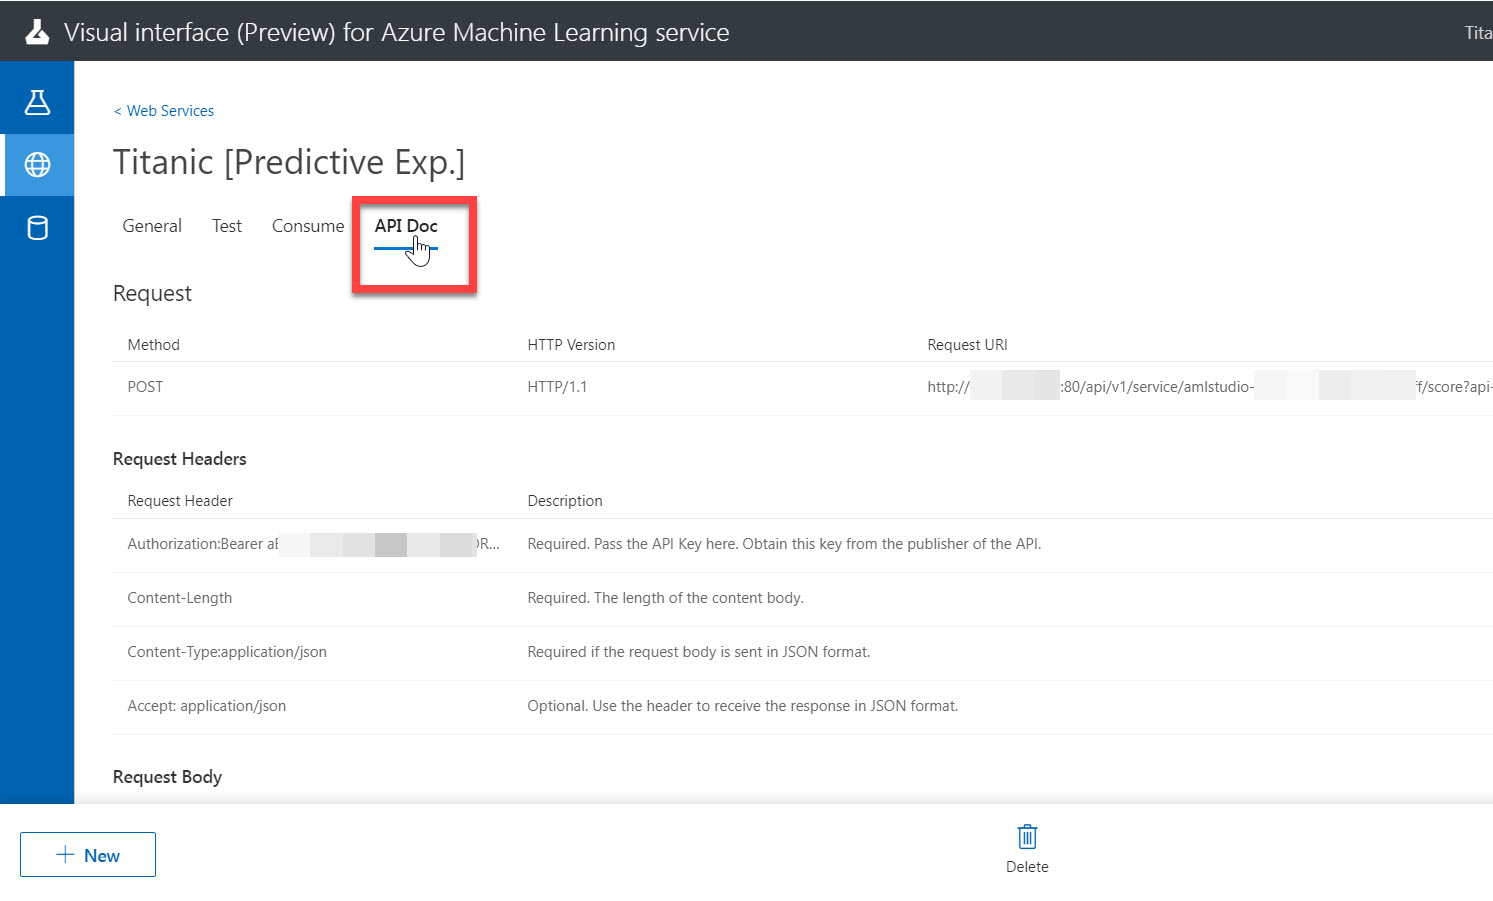 Visual interface (Preview) for Azure Machine Learning service
Tita
< Web Services
Titanic [Predictive Exp.]
General Test Consume API Doc
Request
Method HTTP Version Request URI
POST HTTP/1.1 http:// :80/api/v1/service/amlstudio- ff/score?api-
Request Headers
Request Header Description
Authorization:Bearer aE R... Required. Pass the API Key here. Obtain this key from the publisher of the API.
Content-Length Required. The length of the content body.
Content-Type:application/json Required if the request body is sent in JSON format.
Accept: application/json Optional. Use the header to receive the response in JSON format.
Request Body
New
Delete